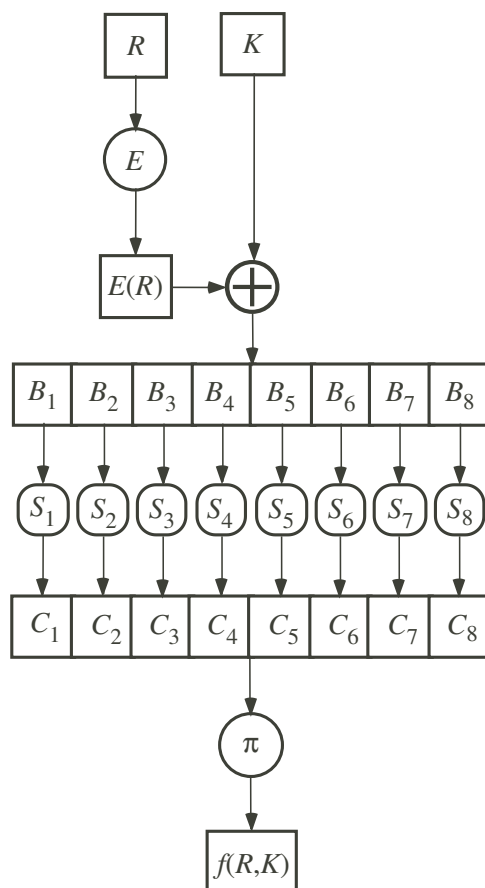 R K
E
E(R)
B1 B2 B3 B4 B5 B6 B7 B8
S1 S2 S3 S4 S5 S6 S7 S8
C1 C2 C3 C4 C5 C6 C7 C8
π
f(R,K)